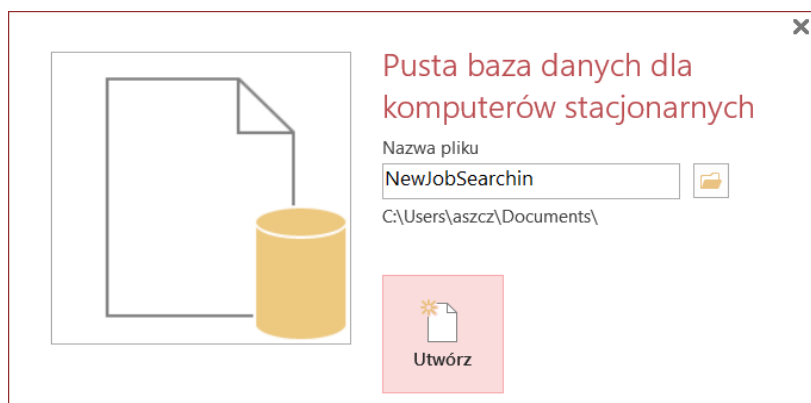 Pusta baza danych dla
komputerów stacjonarnych
Nazwa pliku
NewJobSearchin
C:\Users\aszcz\Documents\
Utwórz